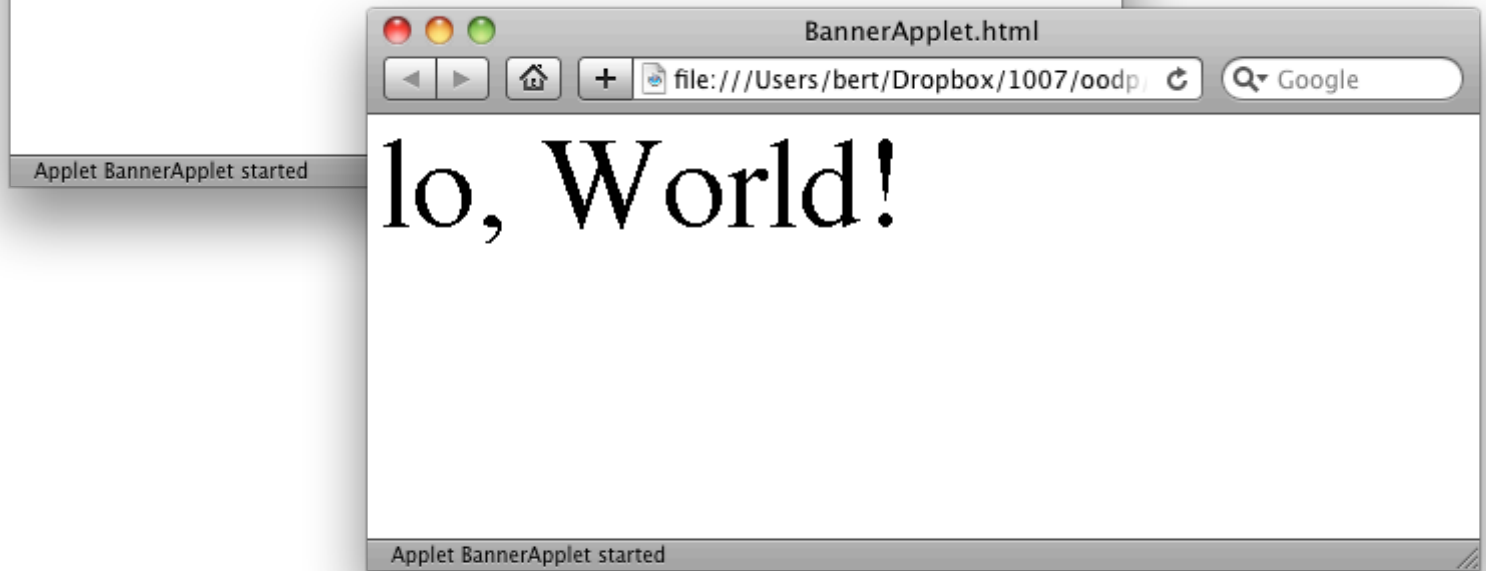 BannerApplet.html
file:///Users/bert/Dropbox/1007/oodp/
Google
lo, World!
Applet BannerApplet started
Applet BannerApplet started